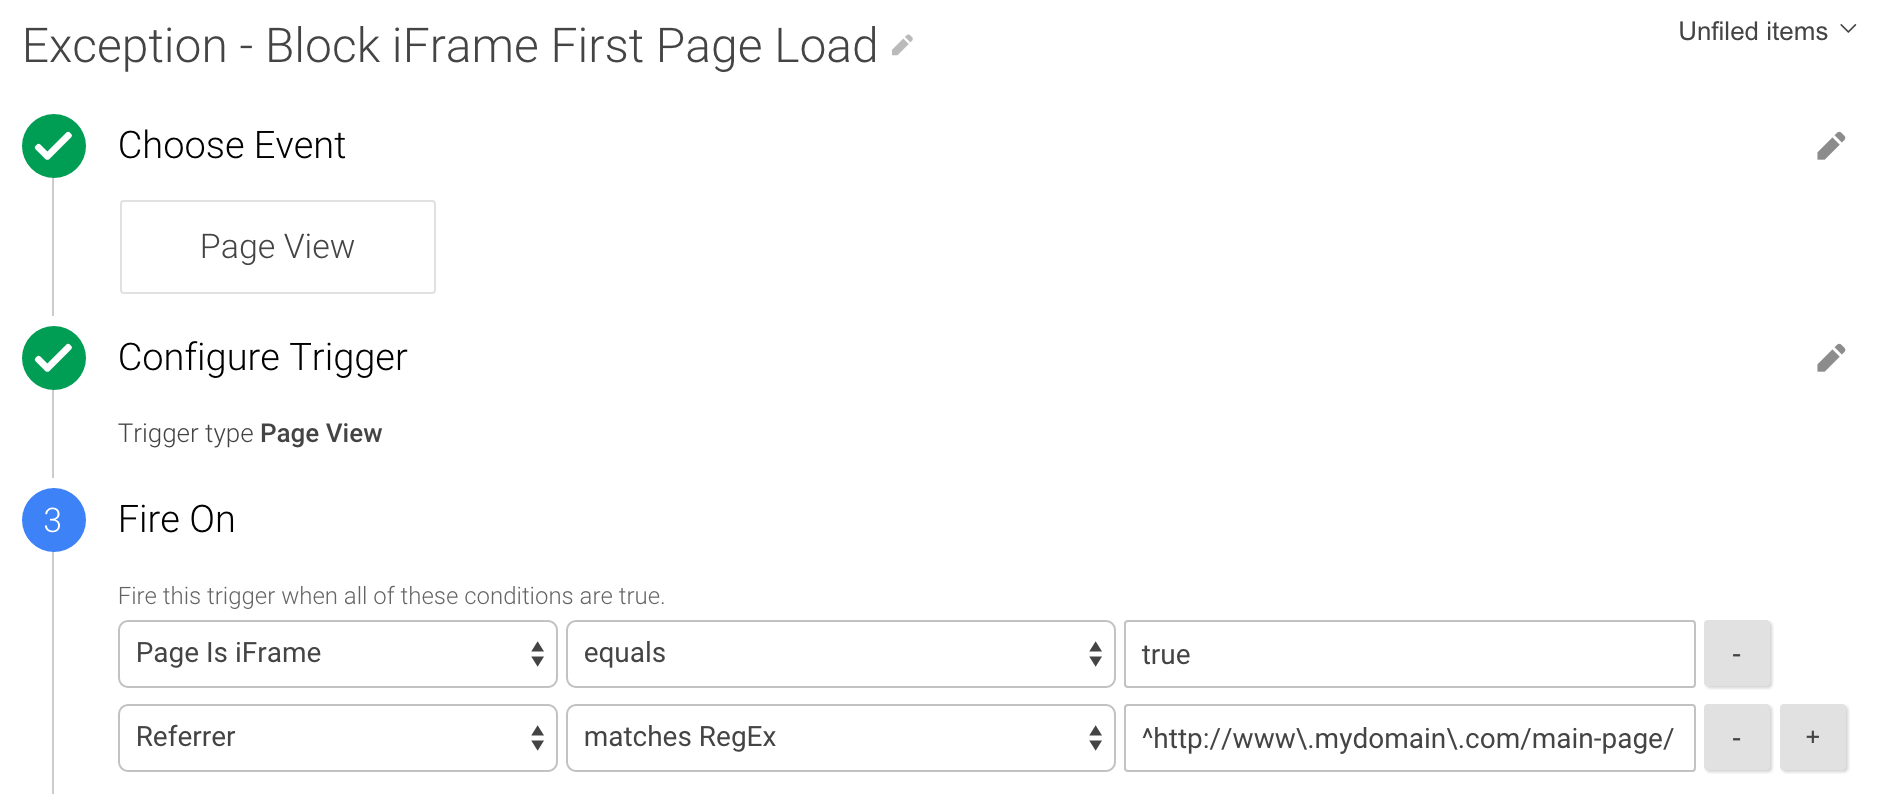 Exception - Block iFrame First Page Load
Unfiled items
Choose Event
Page View
Configure Trigger
Trigger type Page View
3 Fire On
Fire this trigger when all of these conditions are true.
Page Is iFrame equals true -
Referrer matches RegEx ^http://www\.mydomain\.com/main-page/ - +